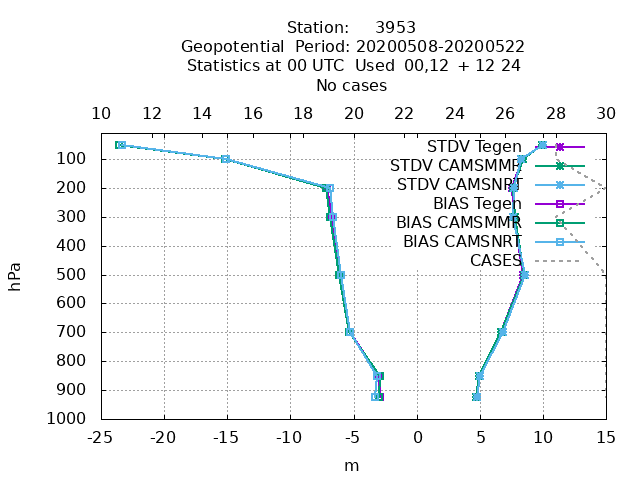 Station: 3953
Geopotential Period: 20200508-20200522
Statistics at 00 UTC Used 00,12 + 12 24
No cases
10 12 14 16 18 20 22 24 26 28 30
STDV Tegen
STDV CAMSMMR
STDV CAMSNRT
BIAS Tegen
BIAS CAMSMMR
BIAS CAMSNRT
CASES
100
200
300
400
500
600
700
800
900
1000
hPa
-25 -20 -15 -10 -5 0 5 10 15
m